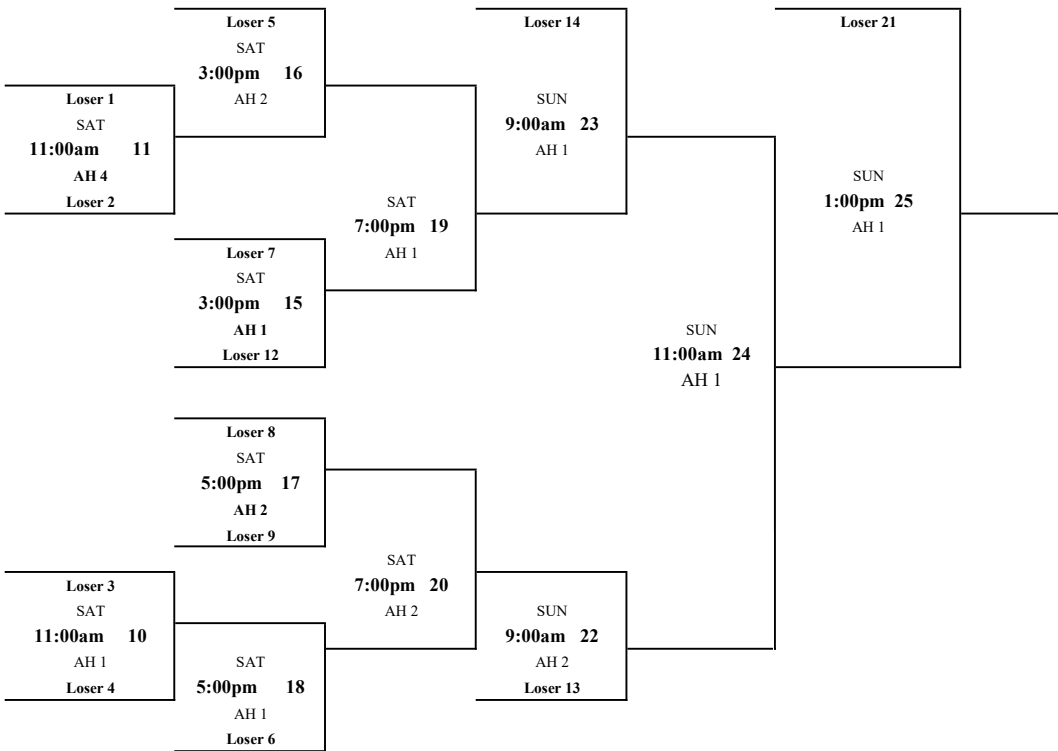 Loser 5
SAT
3:00pm 16
AH 2
Loser 14
SUN
9:00am 23
AH 1
Loser 21
SUN
1:00pm 25
AH 1
Loser 1
SAT
11:00am 11
AH 4
Loser 2
SAT
7:00pm 19
AH 1
Loser 7
SAT
3:00pm 15
AH 1
Loser 12
SUN
11:00am 24
AH 1
Loser 8
SAT
5:00pm 17
AH 2
Loser 9
SAT
7:00pm 20
AH 2
Loser 3
SAT
11:00am 10
AH 1
Loser 4
SUN
9:00am 22
AH 2
Loser 13
SAT
5:00pm 18
AH 1
Loser 6